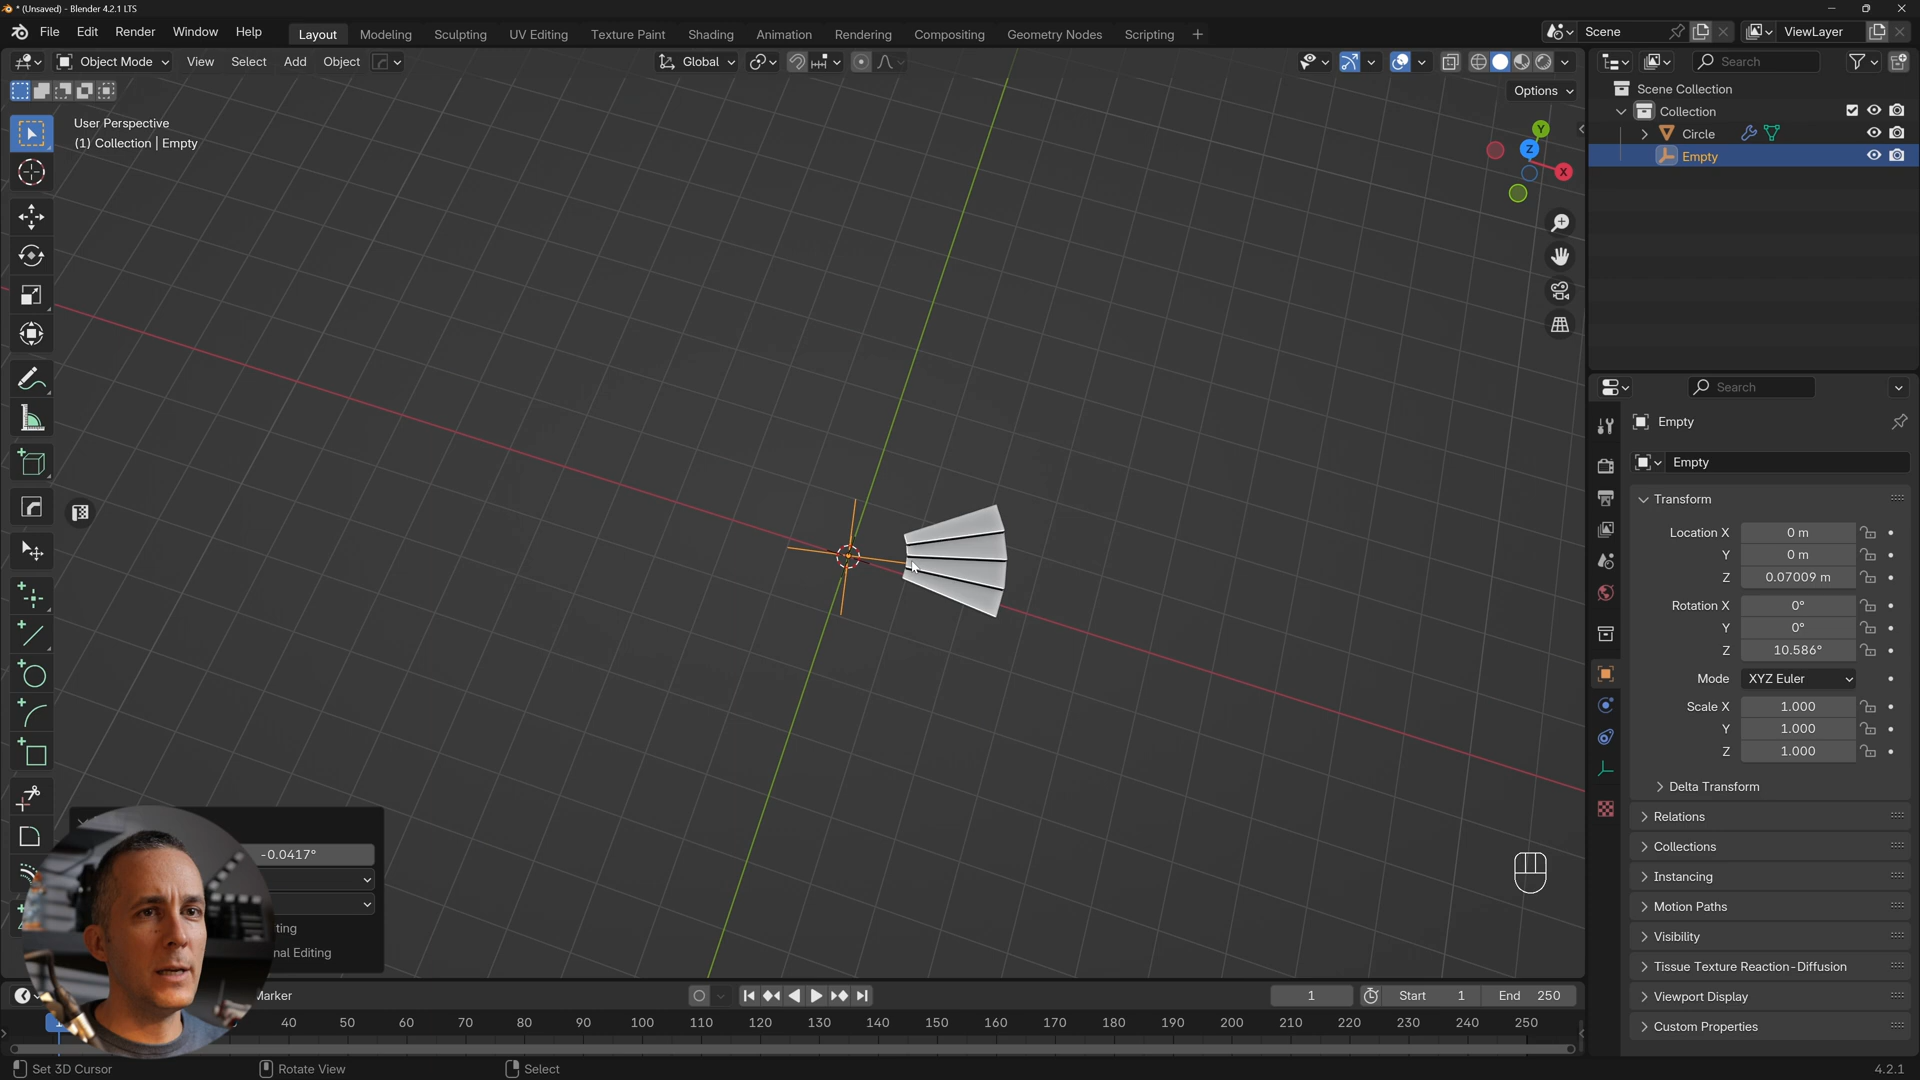 * (Unsaved) - Blender 4.2.1 LTS
File Edit Render Window Help
Layout Modeling Sculpting UV Editing Texture Paint Shading Animation Rendering Compositing Geometry Nodes Scripting +
Scene
ViewLayer
Object Mode View Select Add Object
Global
Search
Options
User Perspective
(1) Collection | Empty
Y
Z
X
Scene Collection
Collection
Circle
Empty
Search
Empty
Empty
Transform
Location X 0 m
Y 0 m
Z 0.07009 m
Rotation X 0°
Y 0°
Z 10.586°
Mode XYZ Euler
Scale X 1.000
Y 1.000
Z 1.000
Delta Transform
Relations
Collections
Instancing
Motion Paths
Visibility
Tissue Texture Reaction-Diffusion
Viewport Display
Custom Properties
-0.0417°
ting
nal Editing
Marker
1
Start 1
End 250
40 50 60 70 80 90 100 110 120 130 140 150 160 170 180 190 200 210 220 230 240 250
Set 3D Cursor
Rotate View
Select
4.2.1